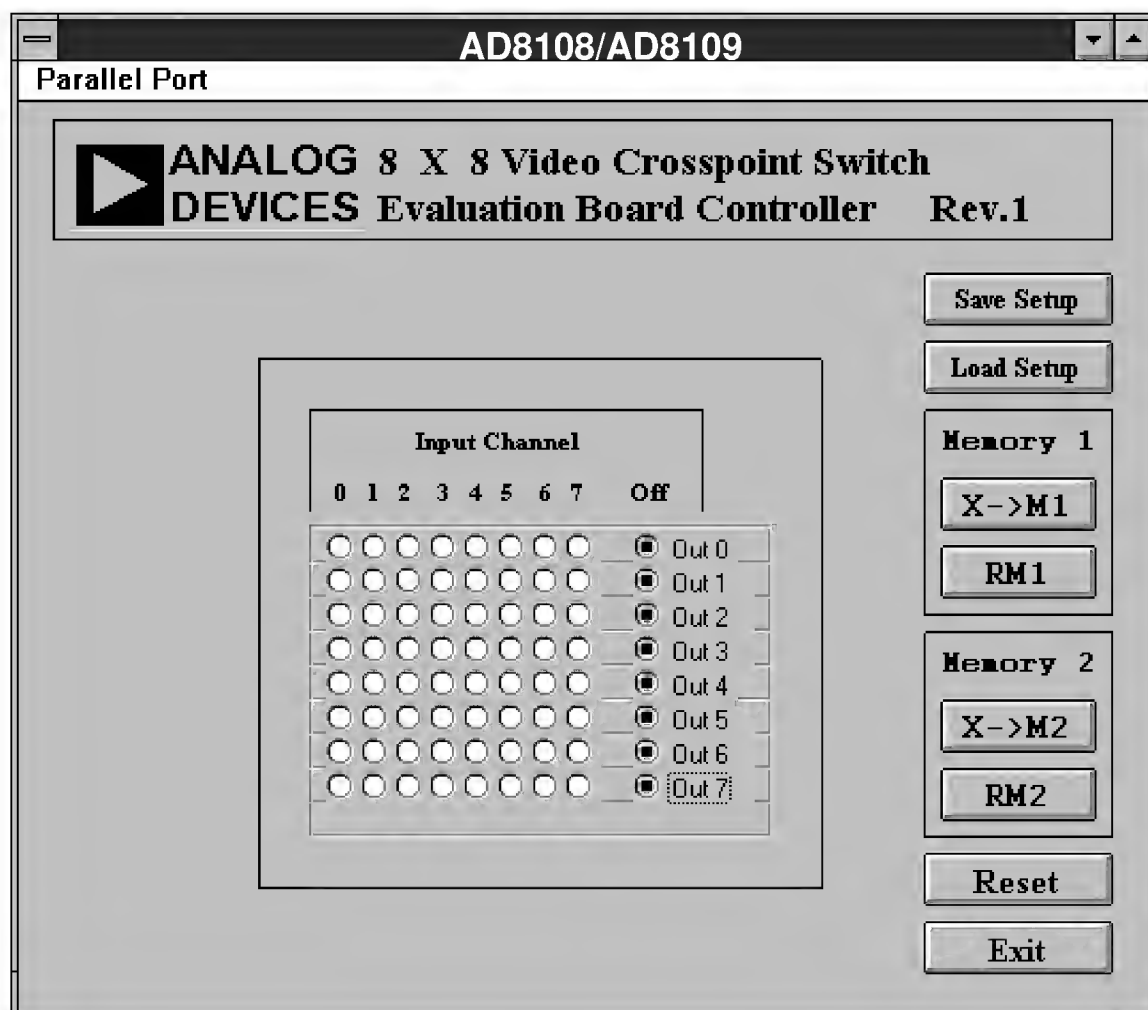 AD8108/AD8109
Parallel Port
ANALOG DEVICES
8 X 8 Video Crosspoint Switch
Evaluation Board Controller Rev.1
Save Setup
Load Setup
Input Channel
0 1 2 3 4 5 6 7 Off
Out 0
Out 1
Out 2
Out 3
Out 4
Out 5
Out 6
Out 7
Memory 1
X->M1
RM1
Memory 2
X->M2
RM2
Reset
Exit